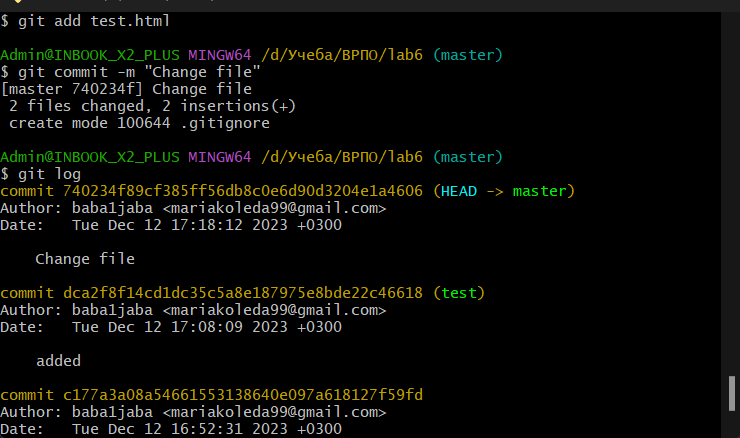 $ git add test.html
Admin@INBOOK_X2_PLUS MINGW64 /d/Учеба/ВРПО/lab6 (master)
$ git commit -m "Change file"
[master 740234f] Change file
 2 files changed, 2 insertions(+)
 create mode 100644 .gitignore
Admin@INBOOK_X2_PLUS MINGW64 /d/Учеба/ВРПО/lab6 (master)
$ git log
commit 740234f89cf385ff56db8c0e6d90d3204e1a4606 (HEAD -> master)
Author: baba1jaba <mariakoleda99@gmail.com>
Date:   Tue Dec 12 17:18:12 2023 +0300
    Change file
commit dca2f8f14cd1dc35c5a8e187975e8bde22c46618 (test)
Author: baba1jaba <mariakoleda99@gmail.com>
Date:   Tue Dec 12 17:08:09 2023 +0300
    added
commit c177a3a08a54661553138640e097a618127f59fd
Author: baba1jaba <mariakoleda99@gmail.com>
Date:   Tue Dec 12 16:52:31 2023 +0300